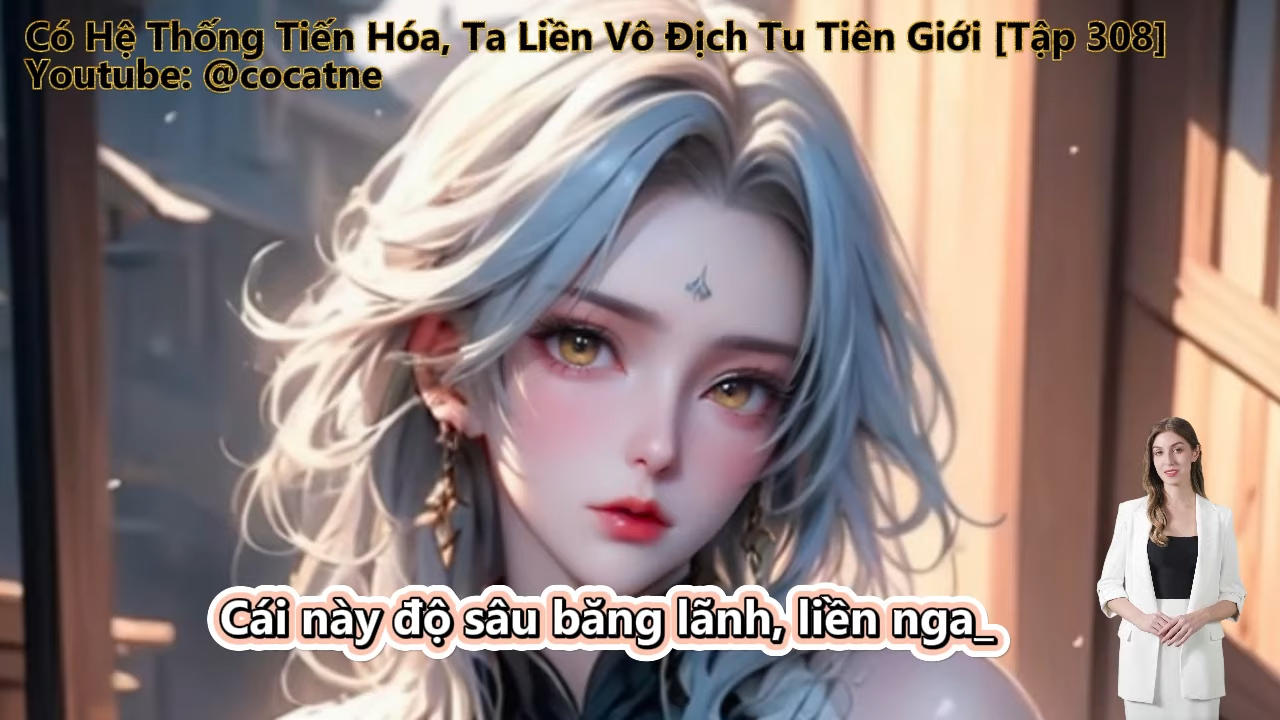 Có Hệ Thống Tiến Hóa, Ta Liền Vô Địch Tu Tiên Giới [Tập 308]
Youtube: @cocatne
Cái này độ sâu băng lãnh, liền nga_